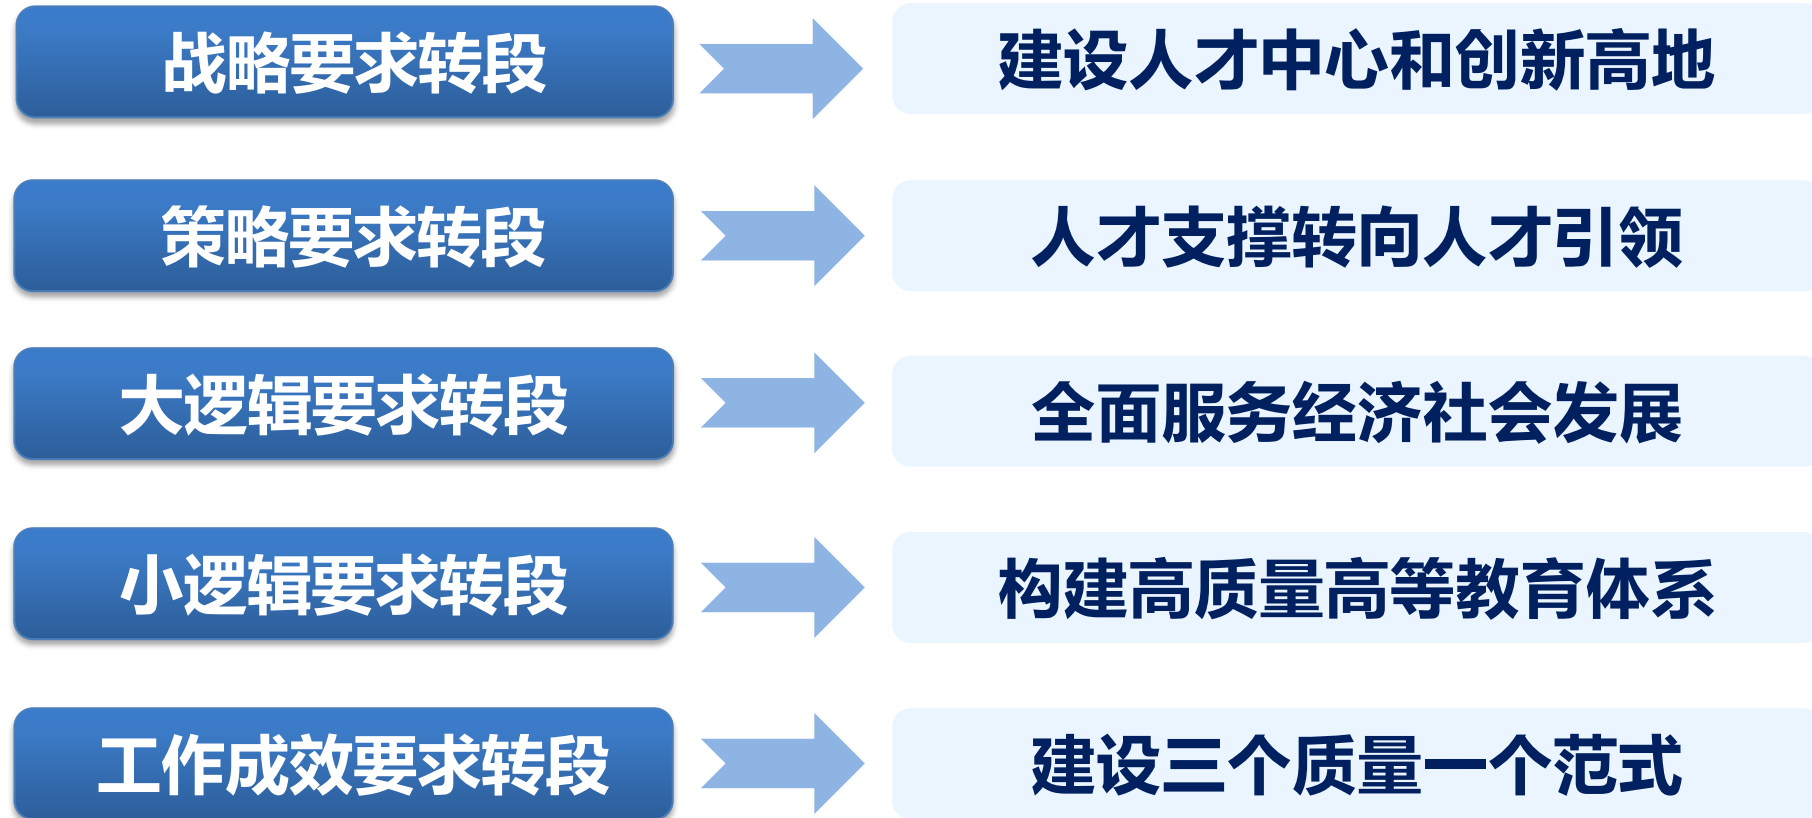 战略要求转段
建设人才中心和创新高地
策略要求转段
人才支撑转向人才引领
大逻辑要求转段
全面服务经济社会发展
小逻辑要求转段
构建高质量高等教育体系
工作成效要求转段
建设三个质量一个范式